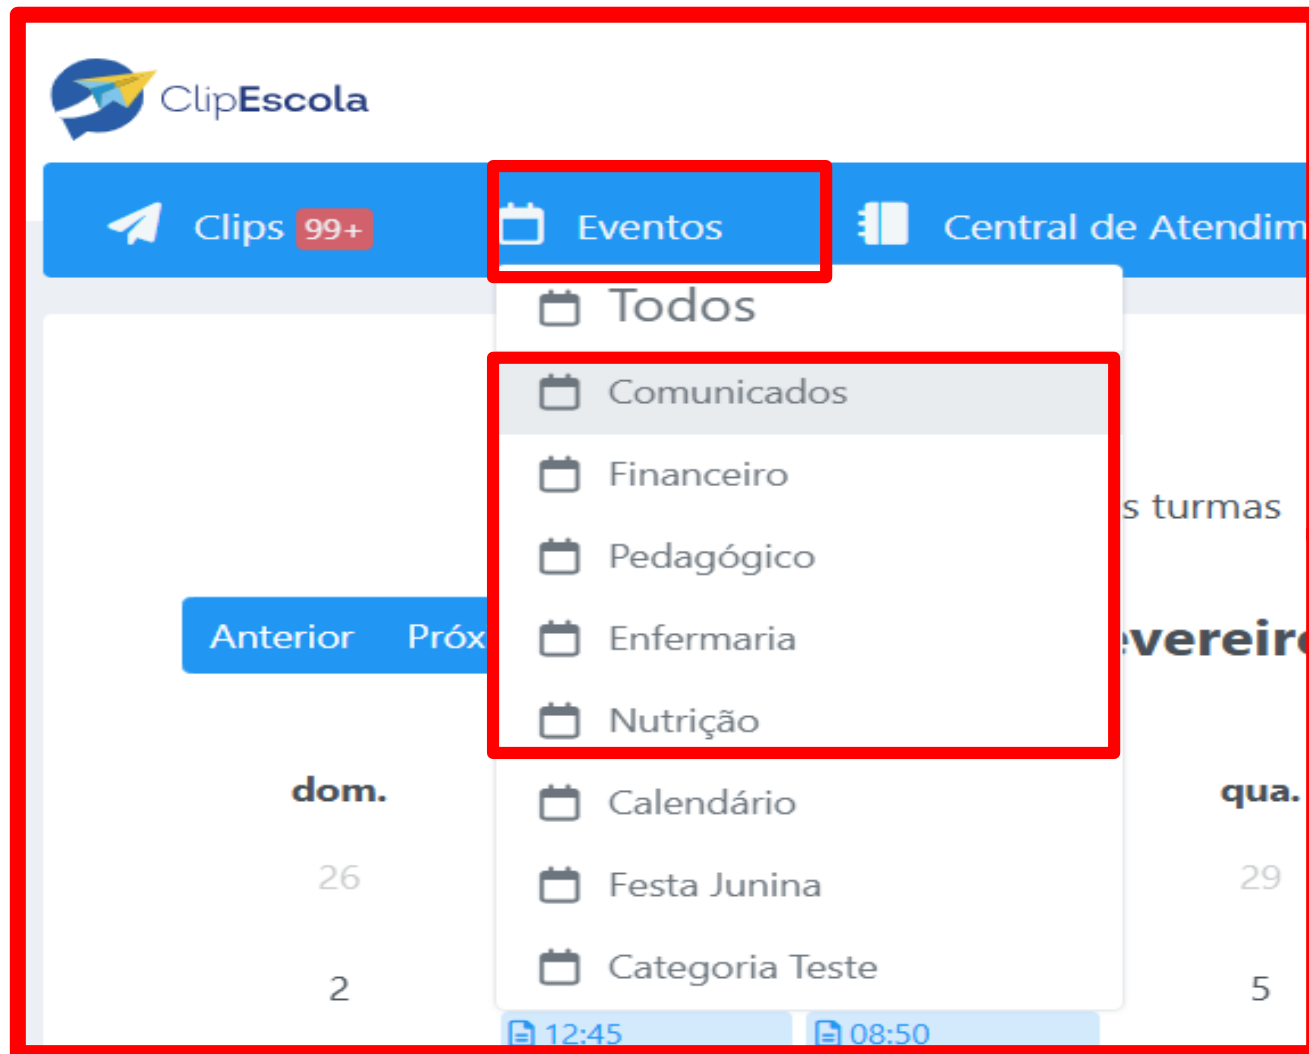 ClipEscola
Clips 99+ Eventos Central de Atendim
Todos
Comunicados
Financeiro
s turmas
Pedagógico
Anterior Próx Enfermaria evereiro
Nutrição
dom. Calendário qua.
26 Festa Junina 29
2 Categoria Teste 5
12:45 08:50